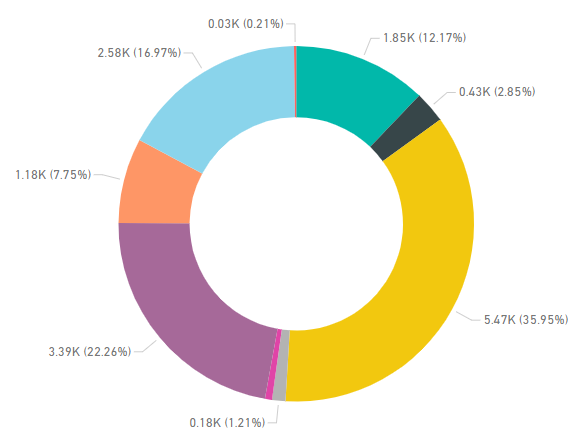 0.03K (0.21%)
1.85K (12.17%)
2.58K (16.97%)
0.43K (2.85%)
1.18K (7.75%)
5.47K (35.95%)
3.39K (22.26%)
0.18K (1.21%)